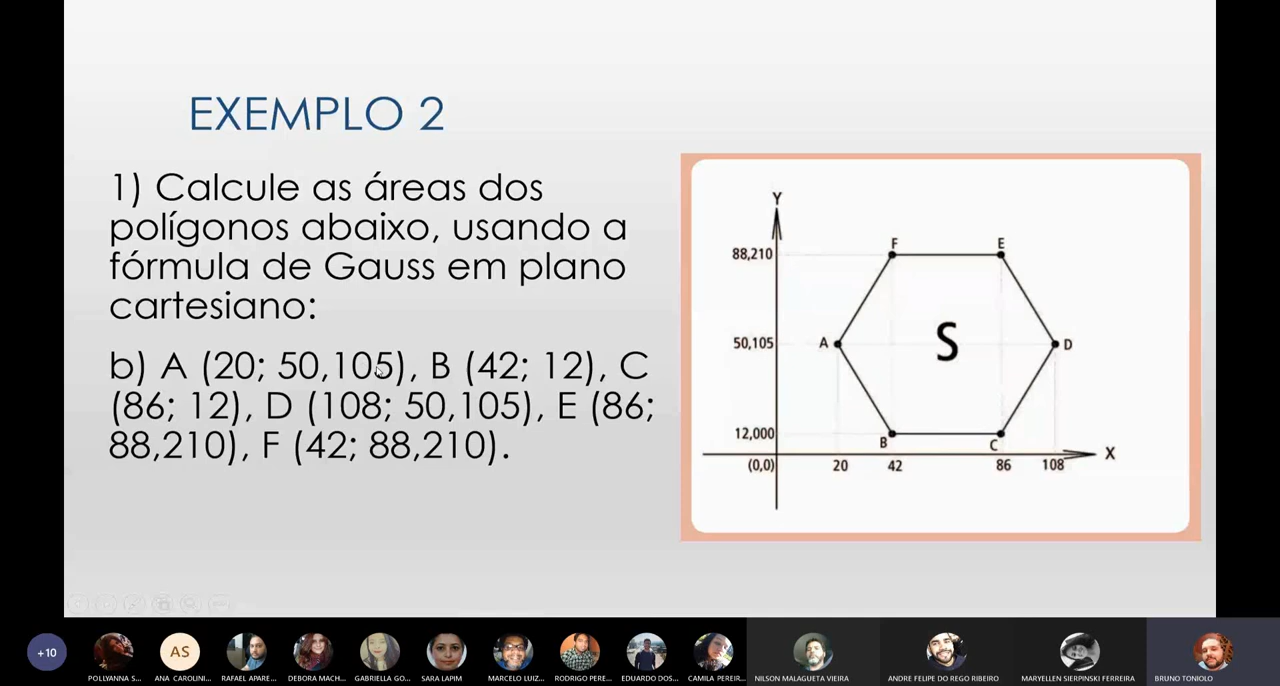 EXEMPLO 2
1) Calcule as áreas dos
polígonos abaixo, usando a
fórmula de Gauss em plano
cartesiano:
b) A (20; 50,105), B (42; 12), C
(86; 12), D (108; 50,105), E (86;
88,210), F (42; 88,210).
Y
F E
88,210
S
50,105 A D
12,000
B C
X
(0,0) 20 42 86 108
+10 AS
POLLYANNA S... ANA CAROLINI... RAFAEL APARE... DEBORA MACH... GABRIELLA GO... SARA LAPIM MARCELO LUIZ... RODRIGO PERE... EDUARDO DOS... CAMILA PEREIR... NILSON MALAGUETA VIEIRA ANDRE FELIPE DO REGO RIBEIRO MARYELLEN SIERPINSKI FERREIRA BRUNO TONIOLO